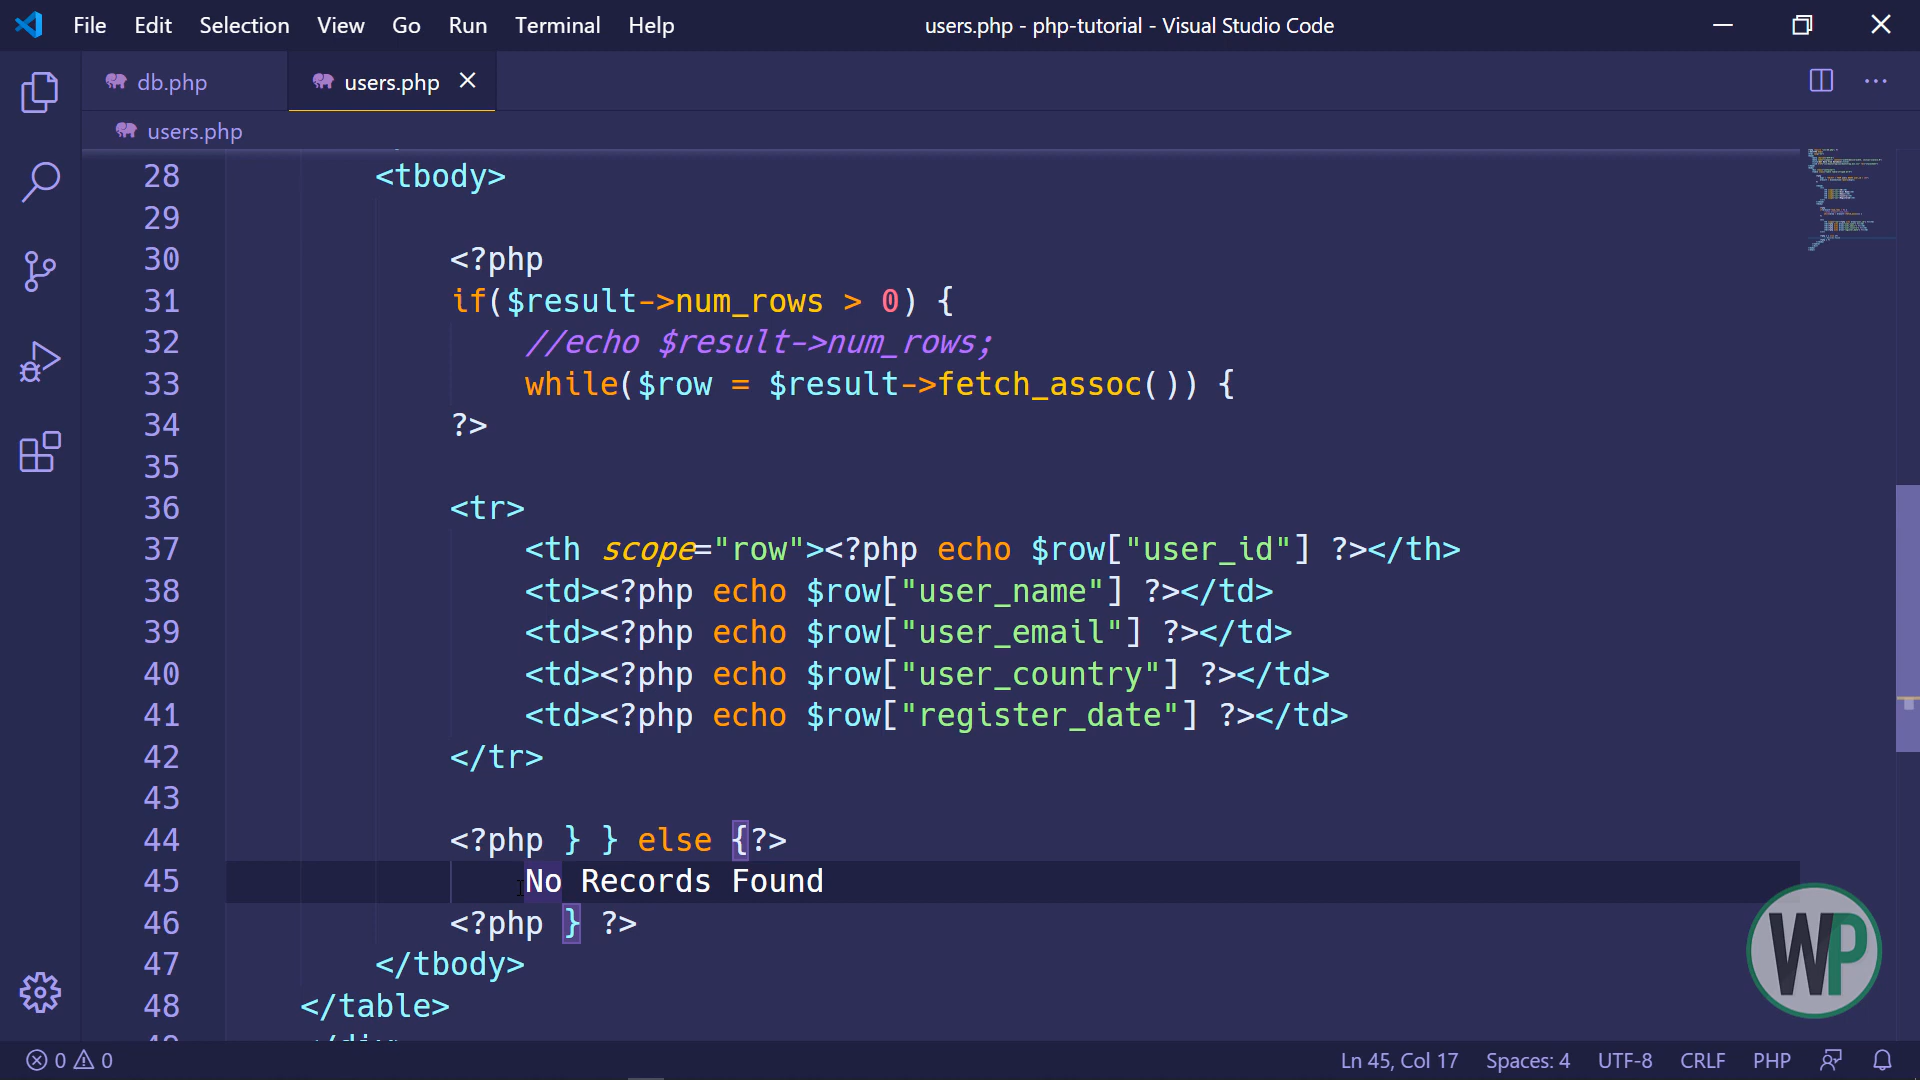 File Edit Selection View Go Run Terminal Help users.php - php-tutorial - Visual Studio Code
db.php users.php
users.php
28 <tbody>
29
30 <?php
31 if($result->num_rows > 0) {
32 //echo $result->num_rows;
33 while($row = $result->fetch_assoc()) {
34 ?>
35
36 <tr>
37 <th scope="row"><?php echo $row["user_id"] ?></th>
38 <td><?php echo $row["user_name"] ?></td>
39 <td><?php echo $row["user_email"] ?></td>
40 <td><?php echo $row["user_country"] ?></td>
41 <td><?php echo $row["register_date"] ?></td>
42 </tr>
43
44 <?php } } else {?>
45 No Records Found
46 <?php } ?>
47 </tbody>
48 </table>
WP
0 0 Ln 45, Col 17 Spaces: 4 UTF-8 CRLF PHP